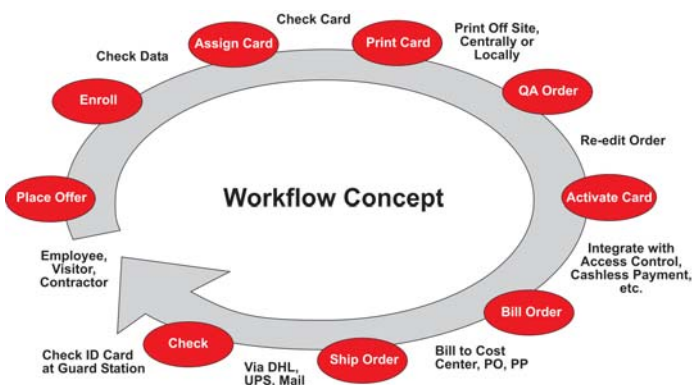 Check Card
Assign Card
Print Card
Print Off Site,
Centrally or
Locally
Check Data
Enroll
QA Order
Re-edit Order
Place Offer
Workflow Concept
Activate Card
Employee,
Visitor,
Contractor
Integrate with
Access Control,
Cashless Payment,
etc.
Bill Order
Check
Check ID Card
at Guard Station
Via DHL,
UPS, Mail
Ship Order
Bill to Cost
Center, PO, PP